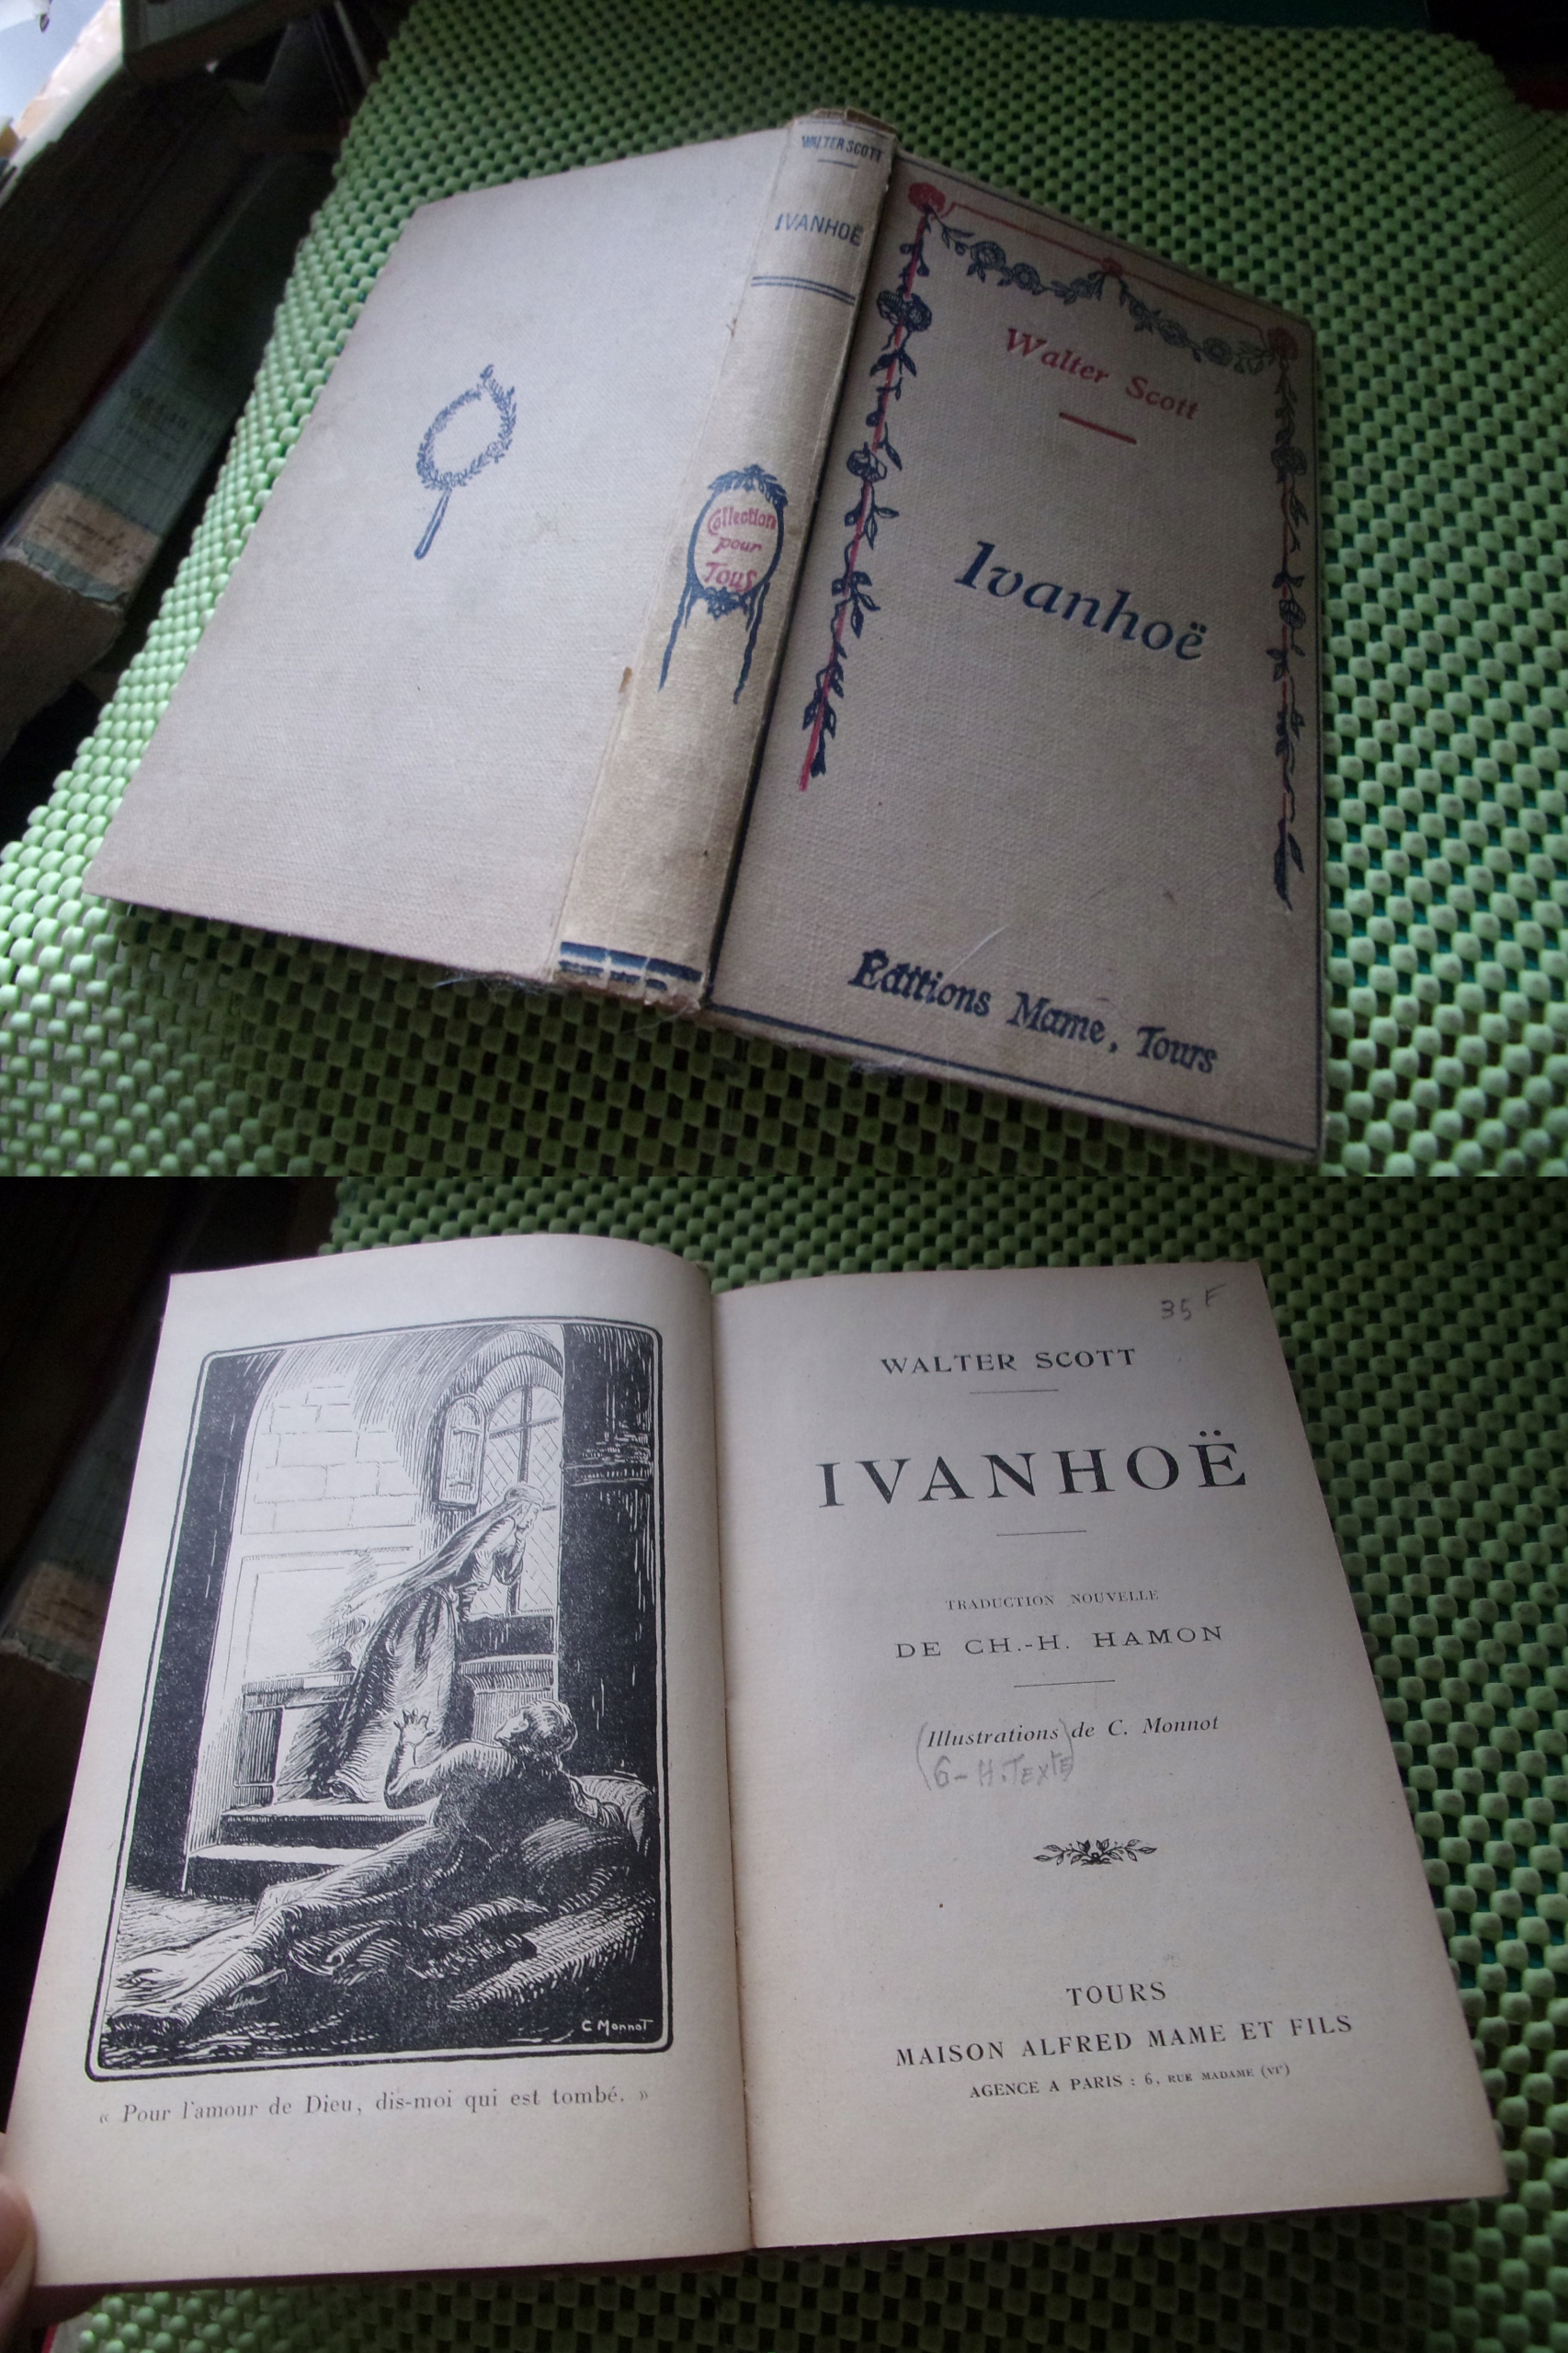 WALTER SCOTT
IVANHOË
Collection
pour
Tous
Walter Scott
Ivanhoë
Editions Mame, Tours
C Monnot
« Pour l'amour de Dieu, dis-moi qui est tombé. »
35 F
WALTER SCOTT
IVANHOË
TRADUCTION NOUVELLE
DE CH.-H. HAMON
(Illustrations) de C. Monnot
6 - H. TEXTE
TOURS
MAISON ALFRED MAME ET FILS
AGENCE A PARIS : 6, RUE MADAME (VIe)